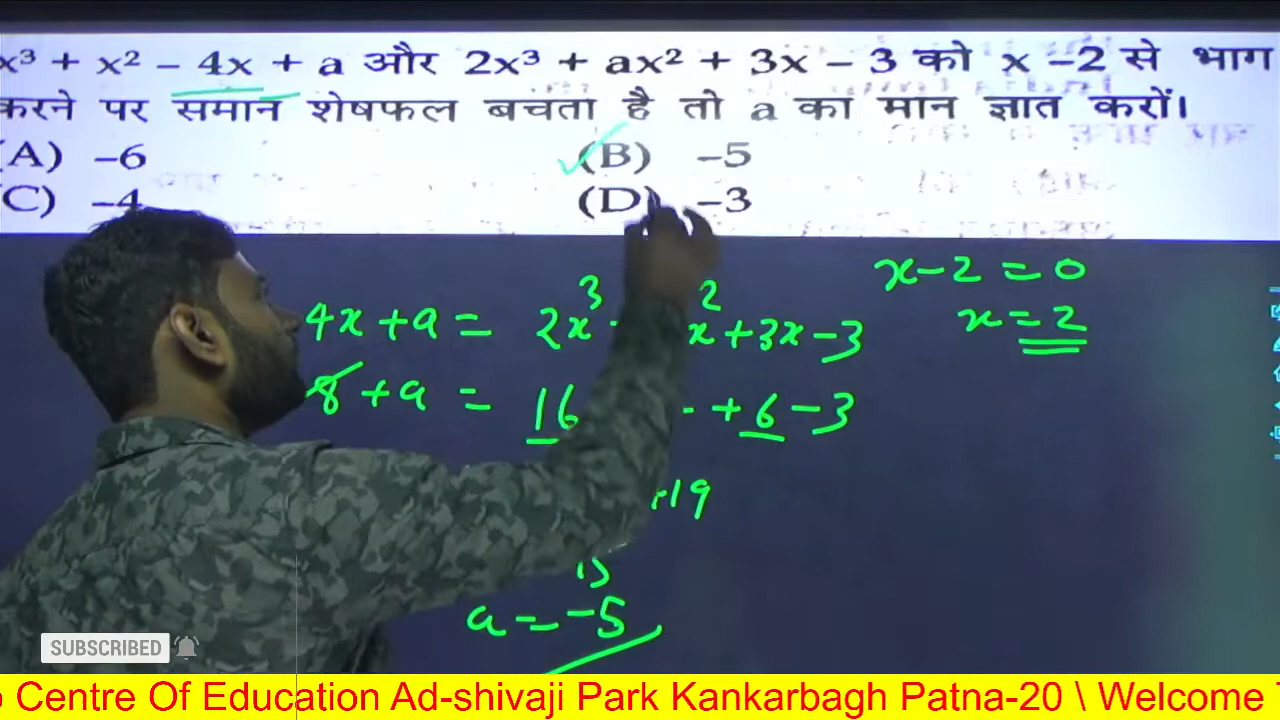 x³ + x² – 4x + a और 2x³ + ax² + 3x – 3 को x –2 से भाग
करने पर समान शेषफल बचता है तो a का मान ज्ञात करों।
(A) –6
(B) –5
(C) –4
(D) –3
x – 2 = 0
x = 2
4x + a = 2x³ x² + 3x – 3
8 + a = 16 + 6 – 3
+19
15
a = –5
SUBSCRIBED
Centre Of Education Ad-shivaji Park Kankarbagh Patna-20 \ Welcome